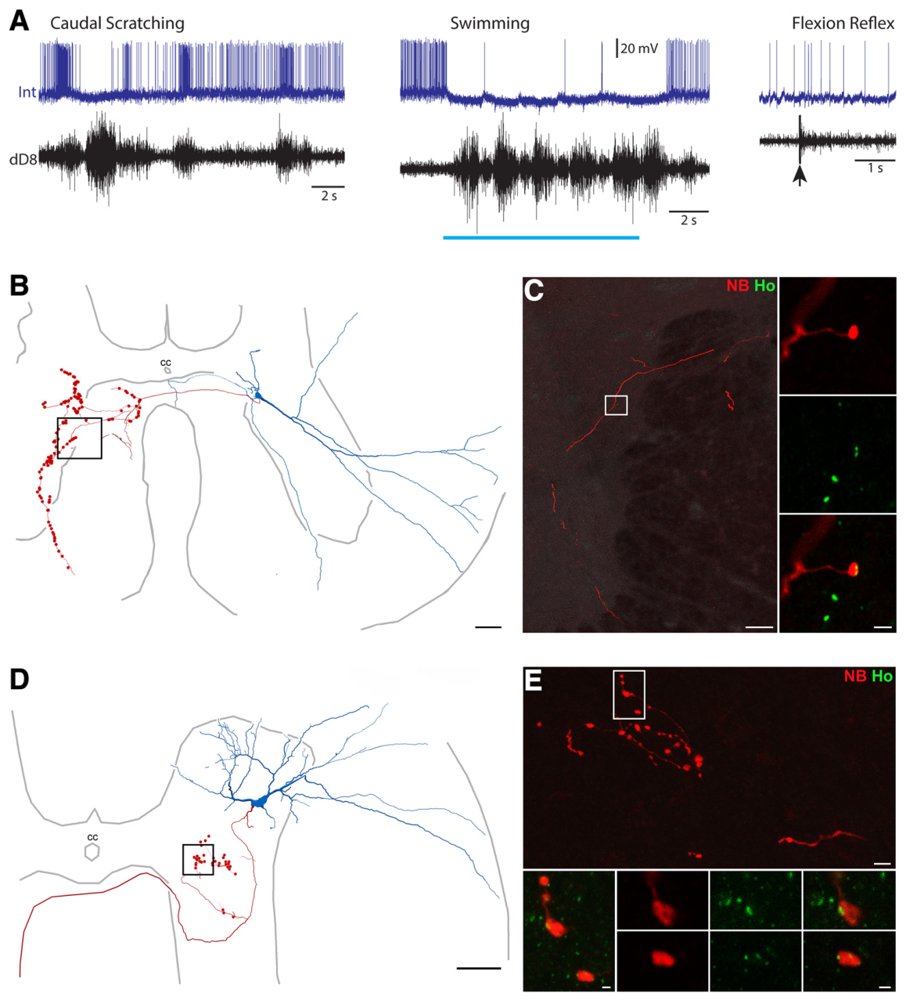 A
Caudal Scratching
Swimming
Flexion Reflex
20 mV
Int
dD8
2 s
2 s
1 s
B
cc
C
NB Ho
D
cc
E
NB Ho